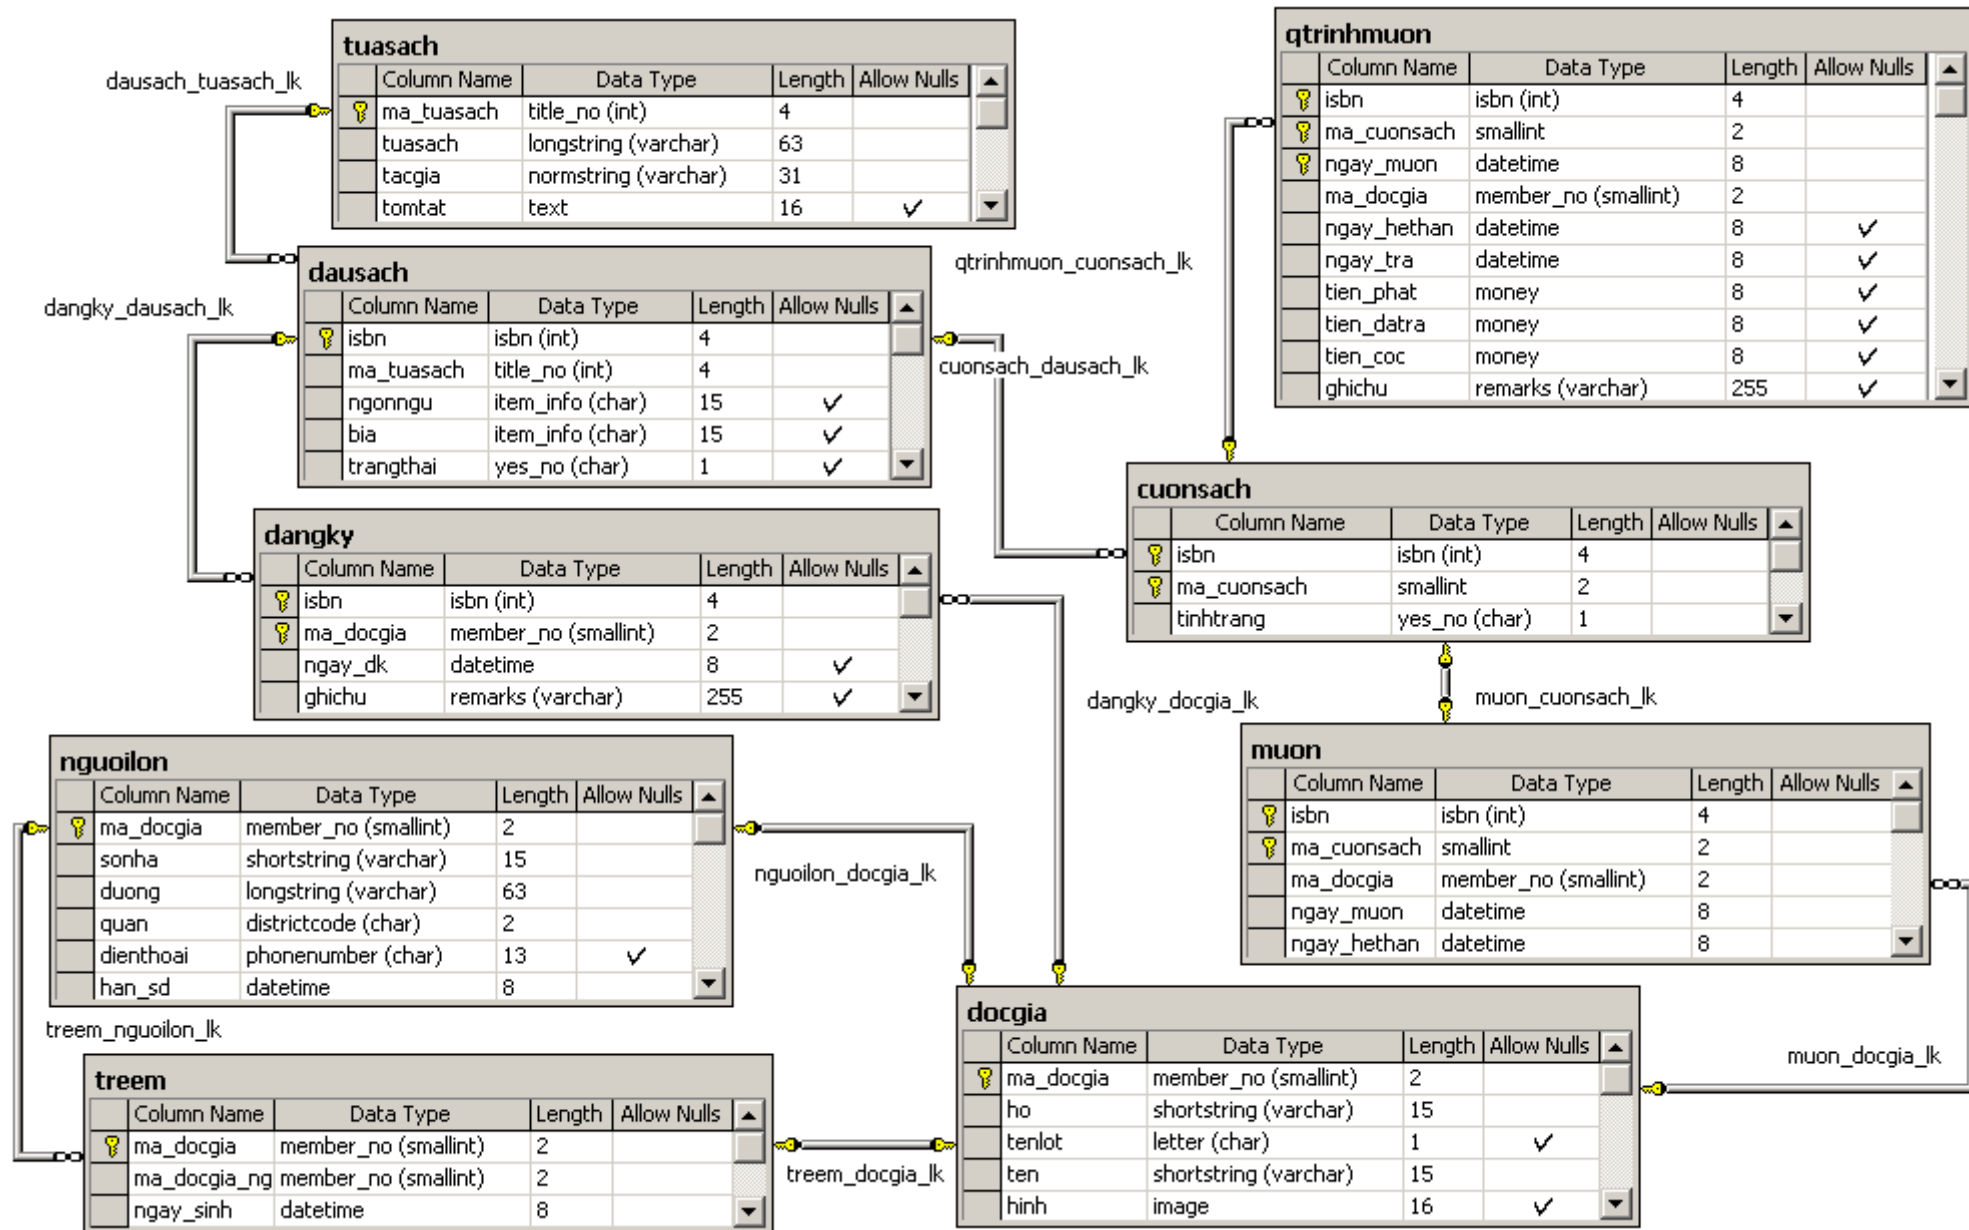 dausach_tuasach_lk
tuasach
Column Name Data Type Length Allow Nulls
ma_tuasach title_no (int) 4
tuasach longstring (varchar) 63
tacgia normstring (varchar) 31
tomtat text 16 ✓
qtrinhmuon
Column Name Data Type Length Allow Nulls
isbn isbn (int) 4
ma_cuonsach smallint 2
ngay_muon datetime 8
ma_docgia member_no (smallint) 2
ngay_hethan datetime 8 ✓
ngay_tra datetime 8 ✓
tien_phat money 8 ✓
tien_datra money 8 ✓
tien_coc money 8 ✓
ghichu remarks (varchar) 255 ✓
dangky_dausach_lk
dausach
Column Name Data Type Length Allow Nulls
isbn isbn (int) 4
ma_tuasach title_no (int) 4
ngonngu item_info (char) 15 ✓
bia item_info (char) 15 ✓
trangthai yes_no (char) 1 ✓
qtrinhmuon_cuonsach_lk
cuonsach_dausach_lk
cuonsach
Column Name Data Type Length Allow Nulls
isbn isbn (int) 4
ma_cuonsach smallint 2
tinhtrang yes_no (char) 1
dangky
Column Name Data Type Length Allow Nulls
isbn isbn (int) 4
ma_docgia member_no (smallint) 2
ngay_dk datetime 8 ✓
ghichu remarks (varchar) 255 ✓
dangky_docgia_lk
muon_cuonsach_lk
nguoilon
Column Name Data Type Length Allow Nulls
ma_docgia member_no (smallint) 2
sonha shortstring (varchar) 15
duong longstring (varchar) 63
quan districtcode (char) 2
dienthoai phonenumber (char) 13 ✓
han_sd datetime 8
nguoilon_docgia_lk
muon
Column Name Data Type Length Allow Nulls
isbn isbn (int) 4
ma_cuonsach smallint 2
ma_docgia member_no (smallint) 2
ngay_muon datetime 8
ngay_hethan datetime 8
treem_nguoilon_lk
treem
Column Name Data Type Length Allow Nulls
ma_docgia member_no (smallint) 2
ma_docgia_ng member_no (smallint) 2
ngay_sinh datetime 8
treem_docgia_lk
docgia
Column Name Data Type Length Allow Nulls
ma_docgia member_no (smallint) 2
ho shortstring (varchar) 15
tenlot letter (char) 1 ✓
ten shortstring (varchar) 15
hinh image 16 ✓
muon_docgia_lk